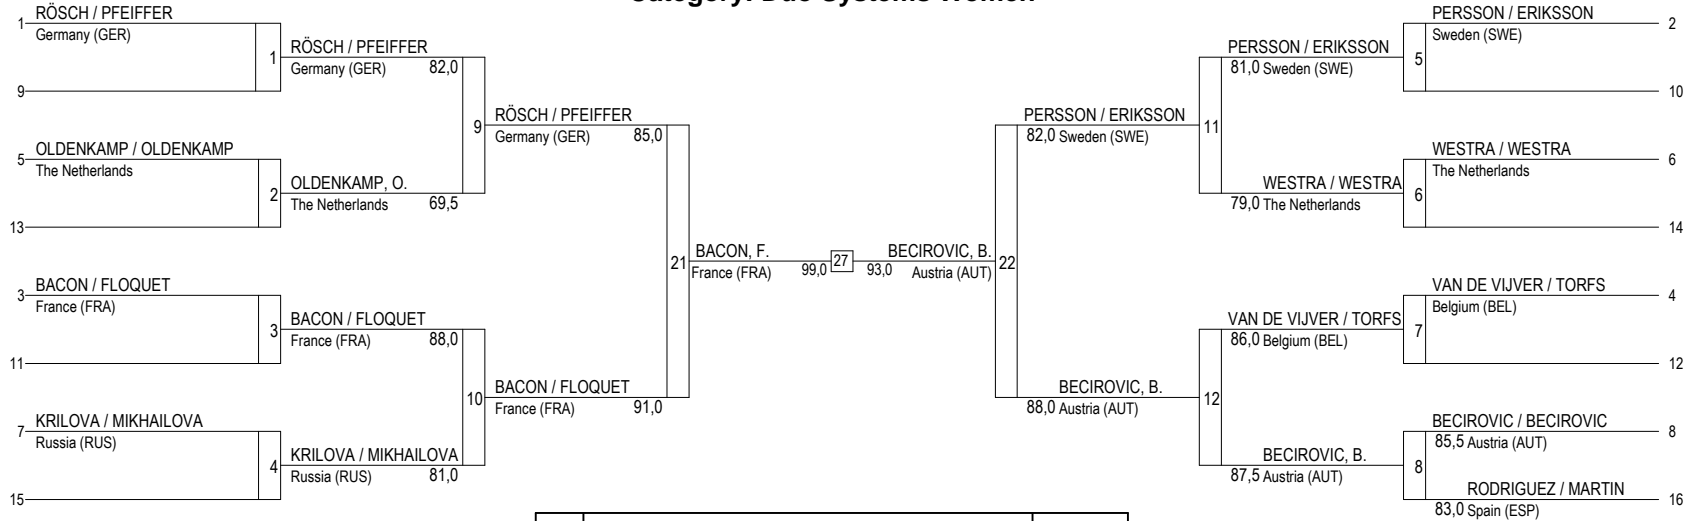 Category: Duo Systems Women
1 RÖSCH / PFEIFFER
Germany (GER)
1
9
RÖSCH / PFEIFFER
Germany (GER) 82,0
5 OLDENKAMP / OLDENKAMP
The Netherlands
2
13
OLDENKAMP, O.
The Netherlands 69,5
9
RÖSCH / PFEIFFER
Germany (GER) 85,0
3 BACON / FLOQUET
France (FRA)
3
11
BACON / FLOQUET
France (FRA) 88,0
7 KRILOVA / MIKHAILOVA
Russia (RUS)
4
15
KRILOVA / MIKHAILOVA
Russia (RUS) 81,0
10
BACON / FLOQUET
France (FRA) 91,0
21
BACON, F.
France (FRA) 99,0
27
BECIROVIC, B.
93,0 Austria (AUT)
22
PERSSON / ERIKSSON
82,0 Sweden (SWE)
11
PERSSON / ERIKSSON
81,0 Sweden (SWE)
PERSSON / ERIKSSON 2
Sweden (SWE)
5
10
WESTRA / WESTRA
79,0 The Netherlands
WESTRA / WESTRA 6
The Netherlands
6
14
BECIROVIC, B.
88,0 Austria (AUT)
12
VAN DE VIJVER / TORFS
86,0 Belgium (BEL)
VAN DE VIJVER / TORFS 4
Belgium (BEL)
7
12
BECIROVIC, B.
87,5 Austria (AUT)
BECIROVIC / BECIROVIC 8
85,5 Austria (AUT)
8
RODRIGUEZ / MARTIN 16
83,0 Spain (ESP)